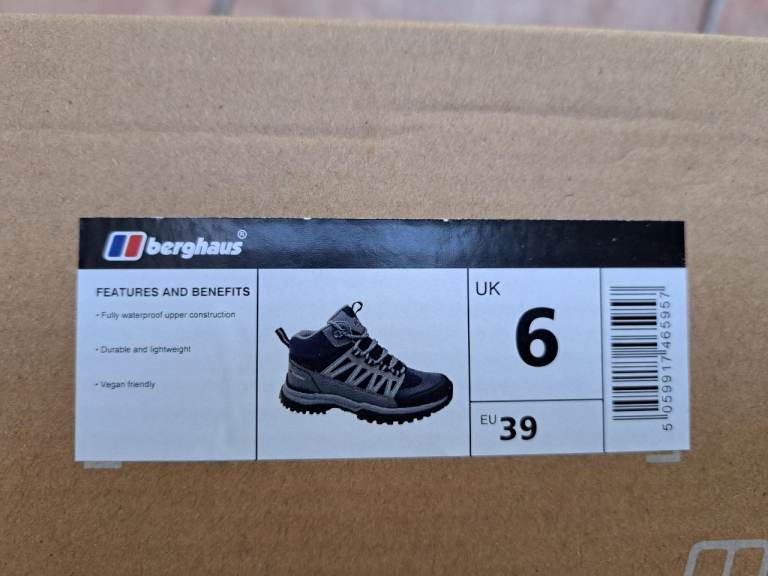 berghaus®
FEATURES AND BENEFITS
- Fully waterproof upper construction
- Durable and lightweight
- Vegan friendly
UK
6
EU 39
5 059917 465957